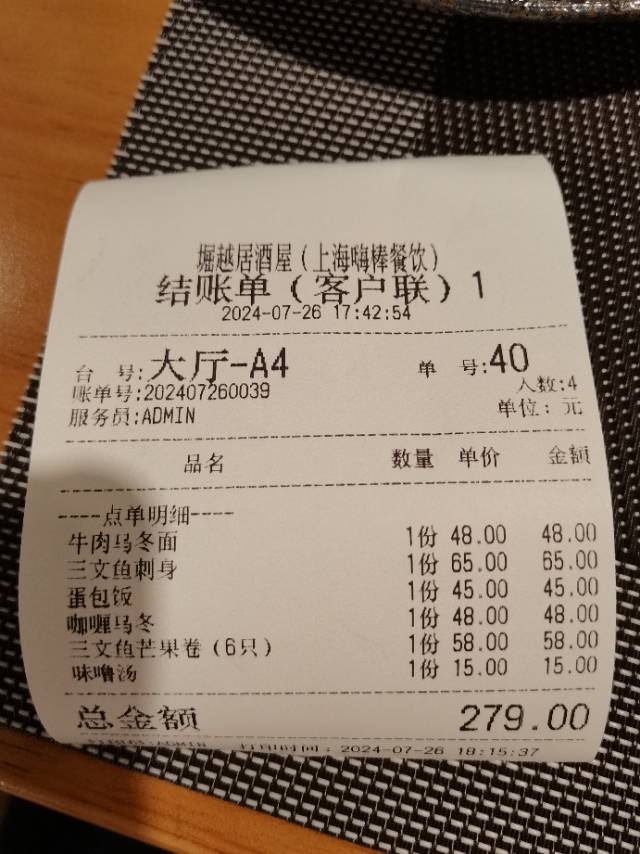 堀越居酒屋（上海嗨棒餐饮）
结账单（客户联）1
2024-07-26 17:42:54
台 号:大厅-A4 单 号:40
账单号:202407260039 人数:4
服务员:ADMIN 单位：元
品名 数量 单价 金额
----点单明细----
牛肉乌冬面 1份 48.00 48.00
三文鱼刺身 1份 65.00 65.00
蛋包饭 1份 45.00 45.00
咖喱乌冬 1份 48.00 48.00
三文鱼芒果卷（6只） 1份 58.00 58.00
味噜汤 1份 15.00 15.00
总金额 279.00
:ADMIN 打印时间：2024-07-26 18:15:37